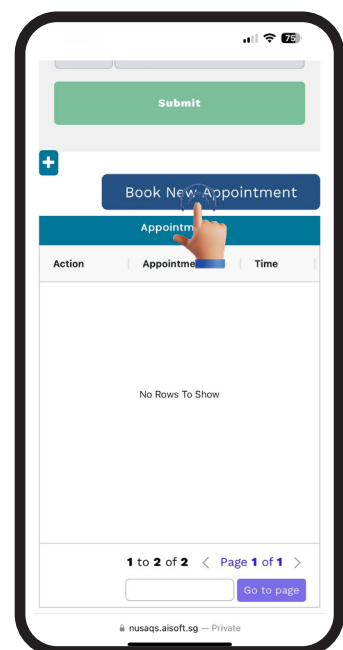 75
Submit
+
Book New Appointment
Action
Time
No Rows To Show
1 to 2 of 2 < Page 1 of 1 >
Go to page
nusaqs.aisoft.sg — Private